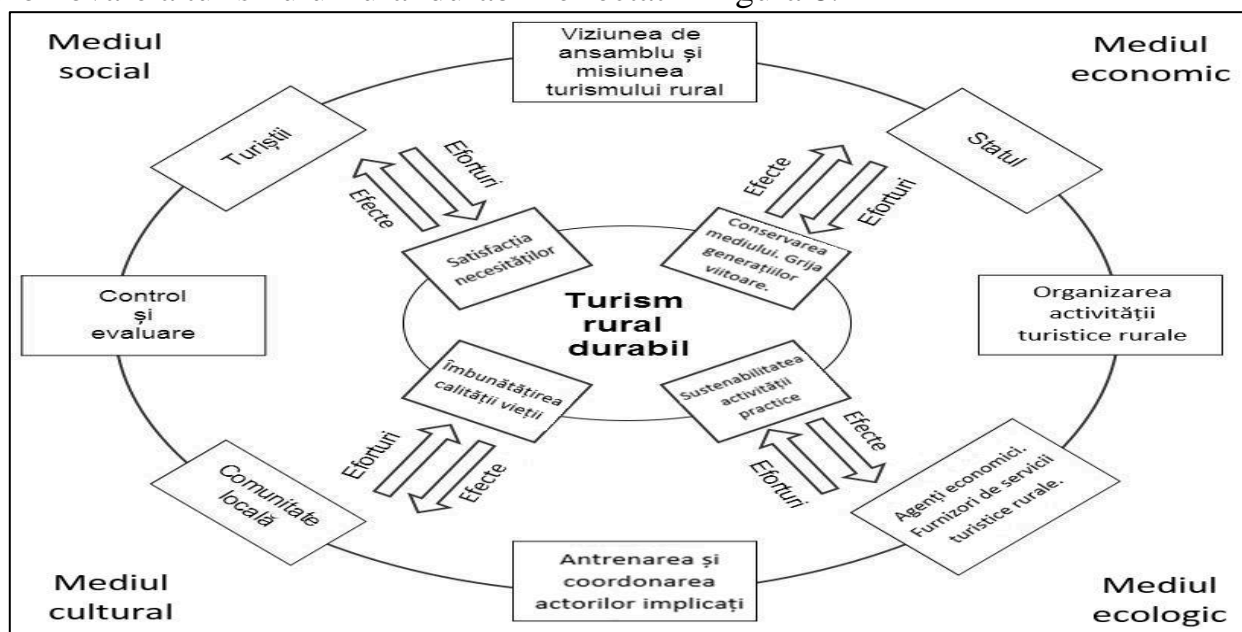 Mediul
social
Viziunea de
ansamblu și
misiunea
turismului rural
Mediul
economic
Turiștii
Eforturi
Efecte
Efecte
Eforturi
Statul
Satisfacția
necesităților
Conservarea
mediului. Grija
generațiilor
viitoare.
Control
și
evaluare
Turism
rural
durabil
Organizarea
activității
turistice rurale
Îmbunătățirea
calității vieții
Sustenabilitatea
activității
practice
Eforturi
Efecte
Efecte
Eforturi
Comunitate
locală
Agenți economici.
Furnizori de servicii
turistice rurale.
Antrenarea și
coordonarea
actorilor implicați
Mediul
cultural
Mediul
ecologic